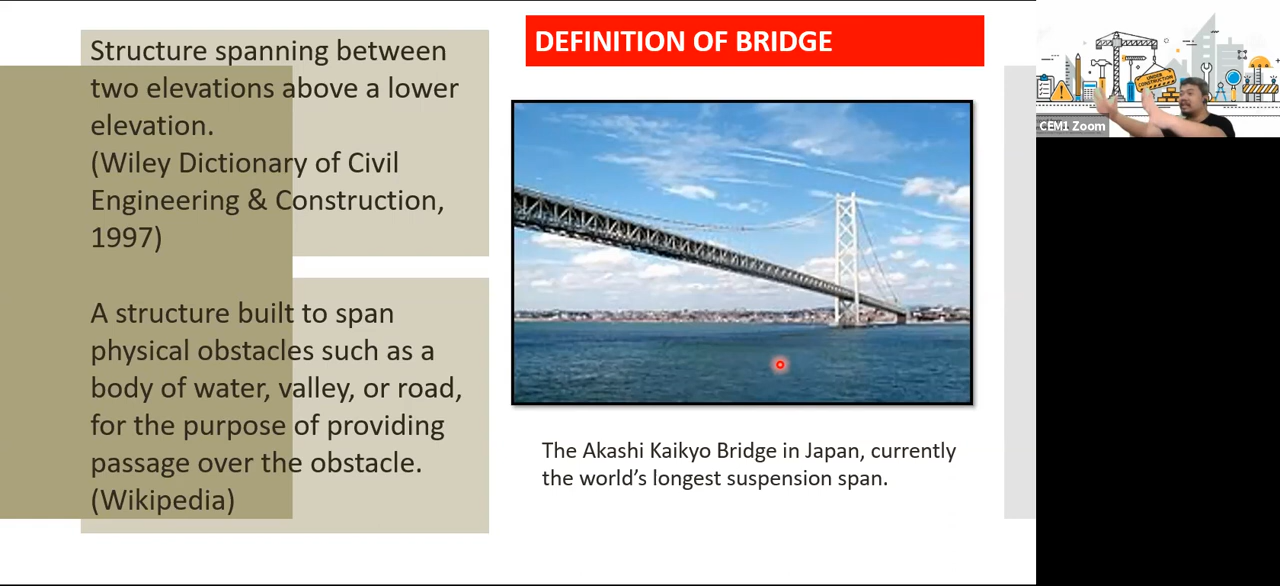 Structure spanning between
two elevations above a lower
elevation.
(Wiley Dictionary of Civil
Engineering & Construction,
1997)
A structure built to span
physical obstacles such as a
body of water, valley, or road,
for the purpose of providing
passage over the obstacle.
(Wikipedia)
DEFINITION OF BRIDGE
The Akashi Kaikyo Bridge in Japan, currently
the world’s longest suspension span.
UNDER
CONSTRUCTION
CEM1 Zoom